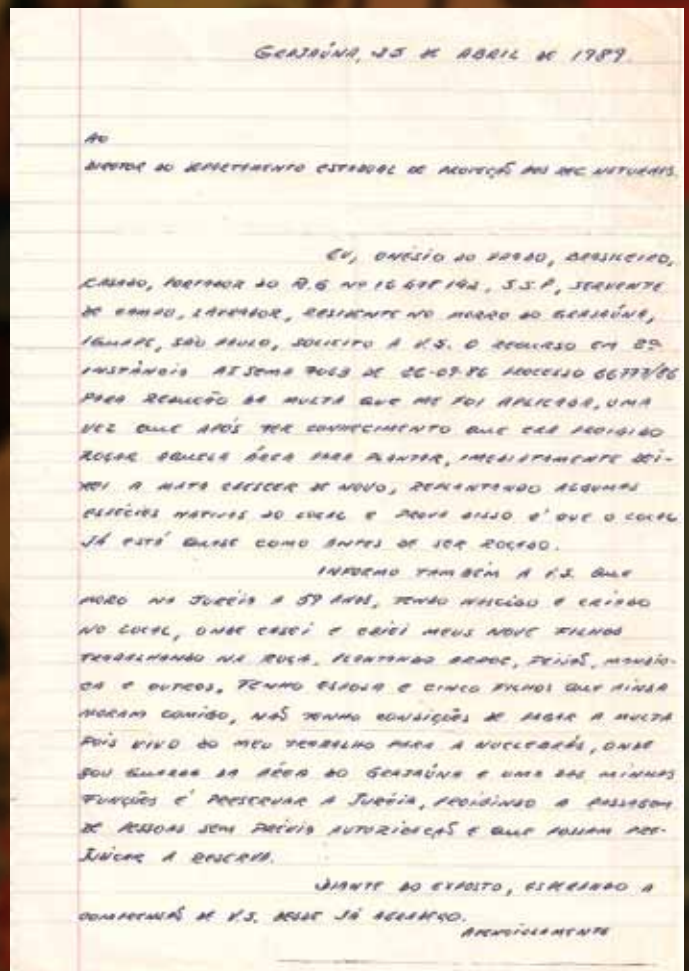 GRAJAÚNA, 25 DE ABRIL DE 1989.
AO
DIRETOR DO DEPARTAMENTO ESTADUAL DE PROTEÇÃO DOS REC. NATURAIS.
EU, ONÉSIO DO PRADO, BRASILEIRO,
CASADO, PORTADOR DO R.G Nº S.S.P, SERVENTE
DE CAMPO, LAVRADOR, RESIDENTE NO MORRO DO GRAJAÚNA,
IGUAPE, SÃO PAULO, SOLICITO A V.S. O RECURSO EM 2ª
INSTÂNCIA AI SEMA DE PROCESSO 66777/86
PARA REDUÇÃO DA MULTA QUE ME FOI APLICADA, UMA
VEZ QUE APÓS TER CONHECIMENTO QUE ERA PROIBIDO
ROÇAR AQUELA ÁREA PARA PLANTAR, IMEDIATAMENTE DEI-
XEI A MATA CRESCER DE NOVO, REPLANTANDO ALGUMAS
ESPÉCIES NATIVAS DO LOCAL E PROVA DISSO É QUE O LOCAL
JÁ ESTÁ QUASE COMO ANTES DE SER ROÇADO.
INFORMO TAMBÉM A V.S. QUE
MORO NA JURÉIA A 59 ANOS, TENDO NASCIDO E CRIADO
NO LOCAL, ONDE CASEI E CRIEI MEUS NOVE FILHOS
TRABALHANDO NA ROÇA, PLANTANDO ARROZ, FEIJÃO, MANDIO-
CA E OUTROS, TENHO ESPOSA E CINCO FILHOS QUE AINDA
MORAM COMIGO, NÃO TENHO CONDIÇÕES DE PAGAR A MULTA
POIS VIVO DO MEU TRABALHO PARA A NUCLEBRÁS, ONDE
SOU GUARDA DA ÁREA DO GRAJAÚNA E UMA DAS MINHAS
FUNÇÕES É PRESERVAR A JURÉIA, PROIBINDO A PASSAGEM
DE PESSOAS SEM PRÉVIA AUTORIZAÇÃO E QUE POSSAM PRE-
JUDICAR A RESERVA.
DIANTE DO EXPOSTO, ESPERANDO A
COMPREENSÃO DE V.S. DESDE JÁ AGRADEÇO.
ATENCIOSAMENTE